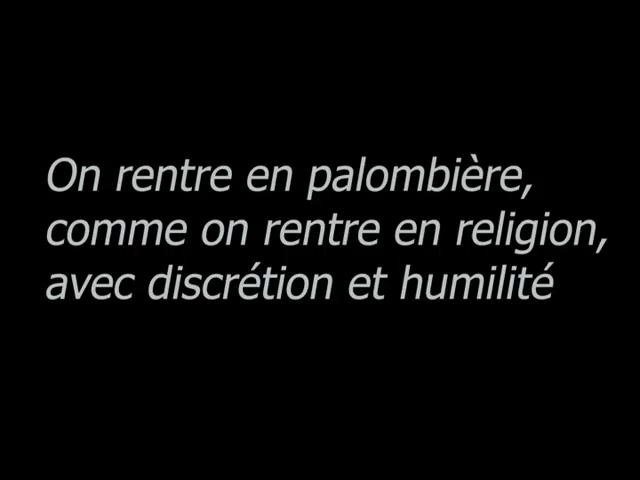 On rentre en palombière,
comme on rentre en religion,
avec discrétion et humilité